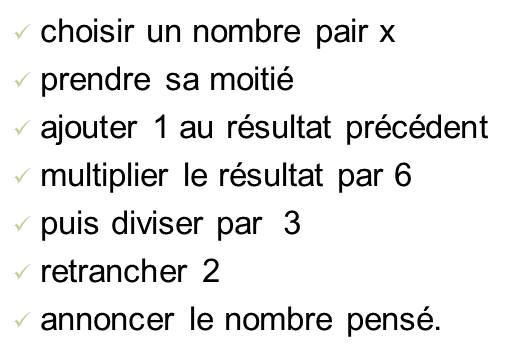 ✓ choisir un nombre pair x
✓ prendre sa moitié
✓ ajouter 1 au résultat précédent
✓ multiplier le résultat par 6
✓ puis diviser par 3
✓ retrancher 2
✓ annoncer le nombre pensé.